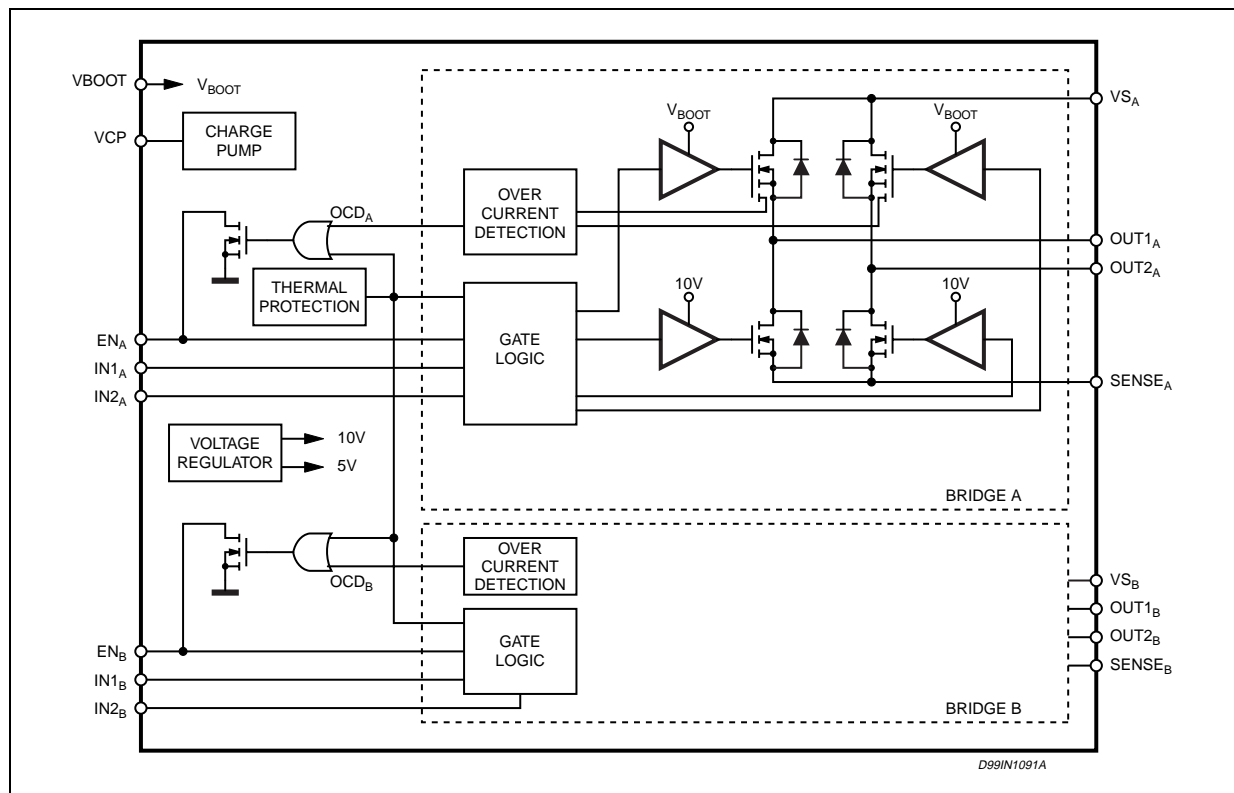 VBOOT
VBOOT
VCP
CHARGE
PUMP
VBOOT
VBOOT
VSA
OVER
CURRENT
DETECTION
OCDA
THERMAL
PROTECTION
10V
10V
OUT1A
OUT2A
GATE
LOGIC
ENA
IN1A
IN2A
SENSEA
VOLTAGE
REGULATOR
10V
5V
BRIDGE A
OVER
CURRENT
DETECTION
OCDB
VSB
OUT1B
OUT2B
SENSEB
GATE
LOGIC
ENB
IN1B
IN2B
BRIDGE B
D99IN1091A